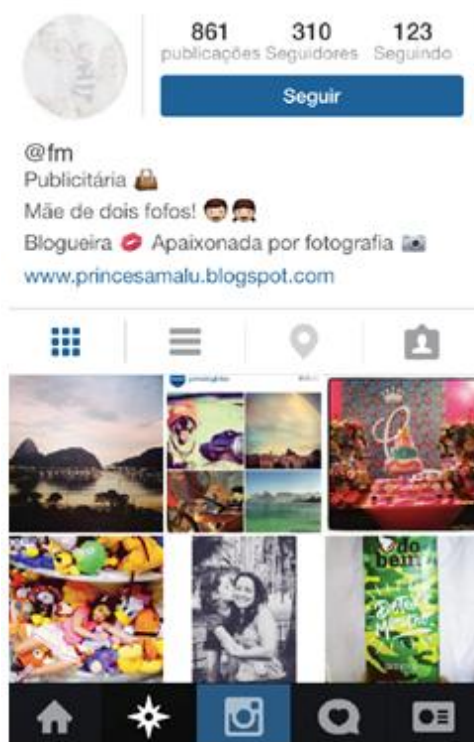 861 310 123
publicações Seguidores Seguindo
Seguir
@fm
Publicitária
Mãe de dois fofos!
Blogueira Apaixonada por fotografia
www.princesamalu.blogspot.com
do
bem